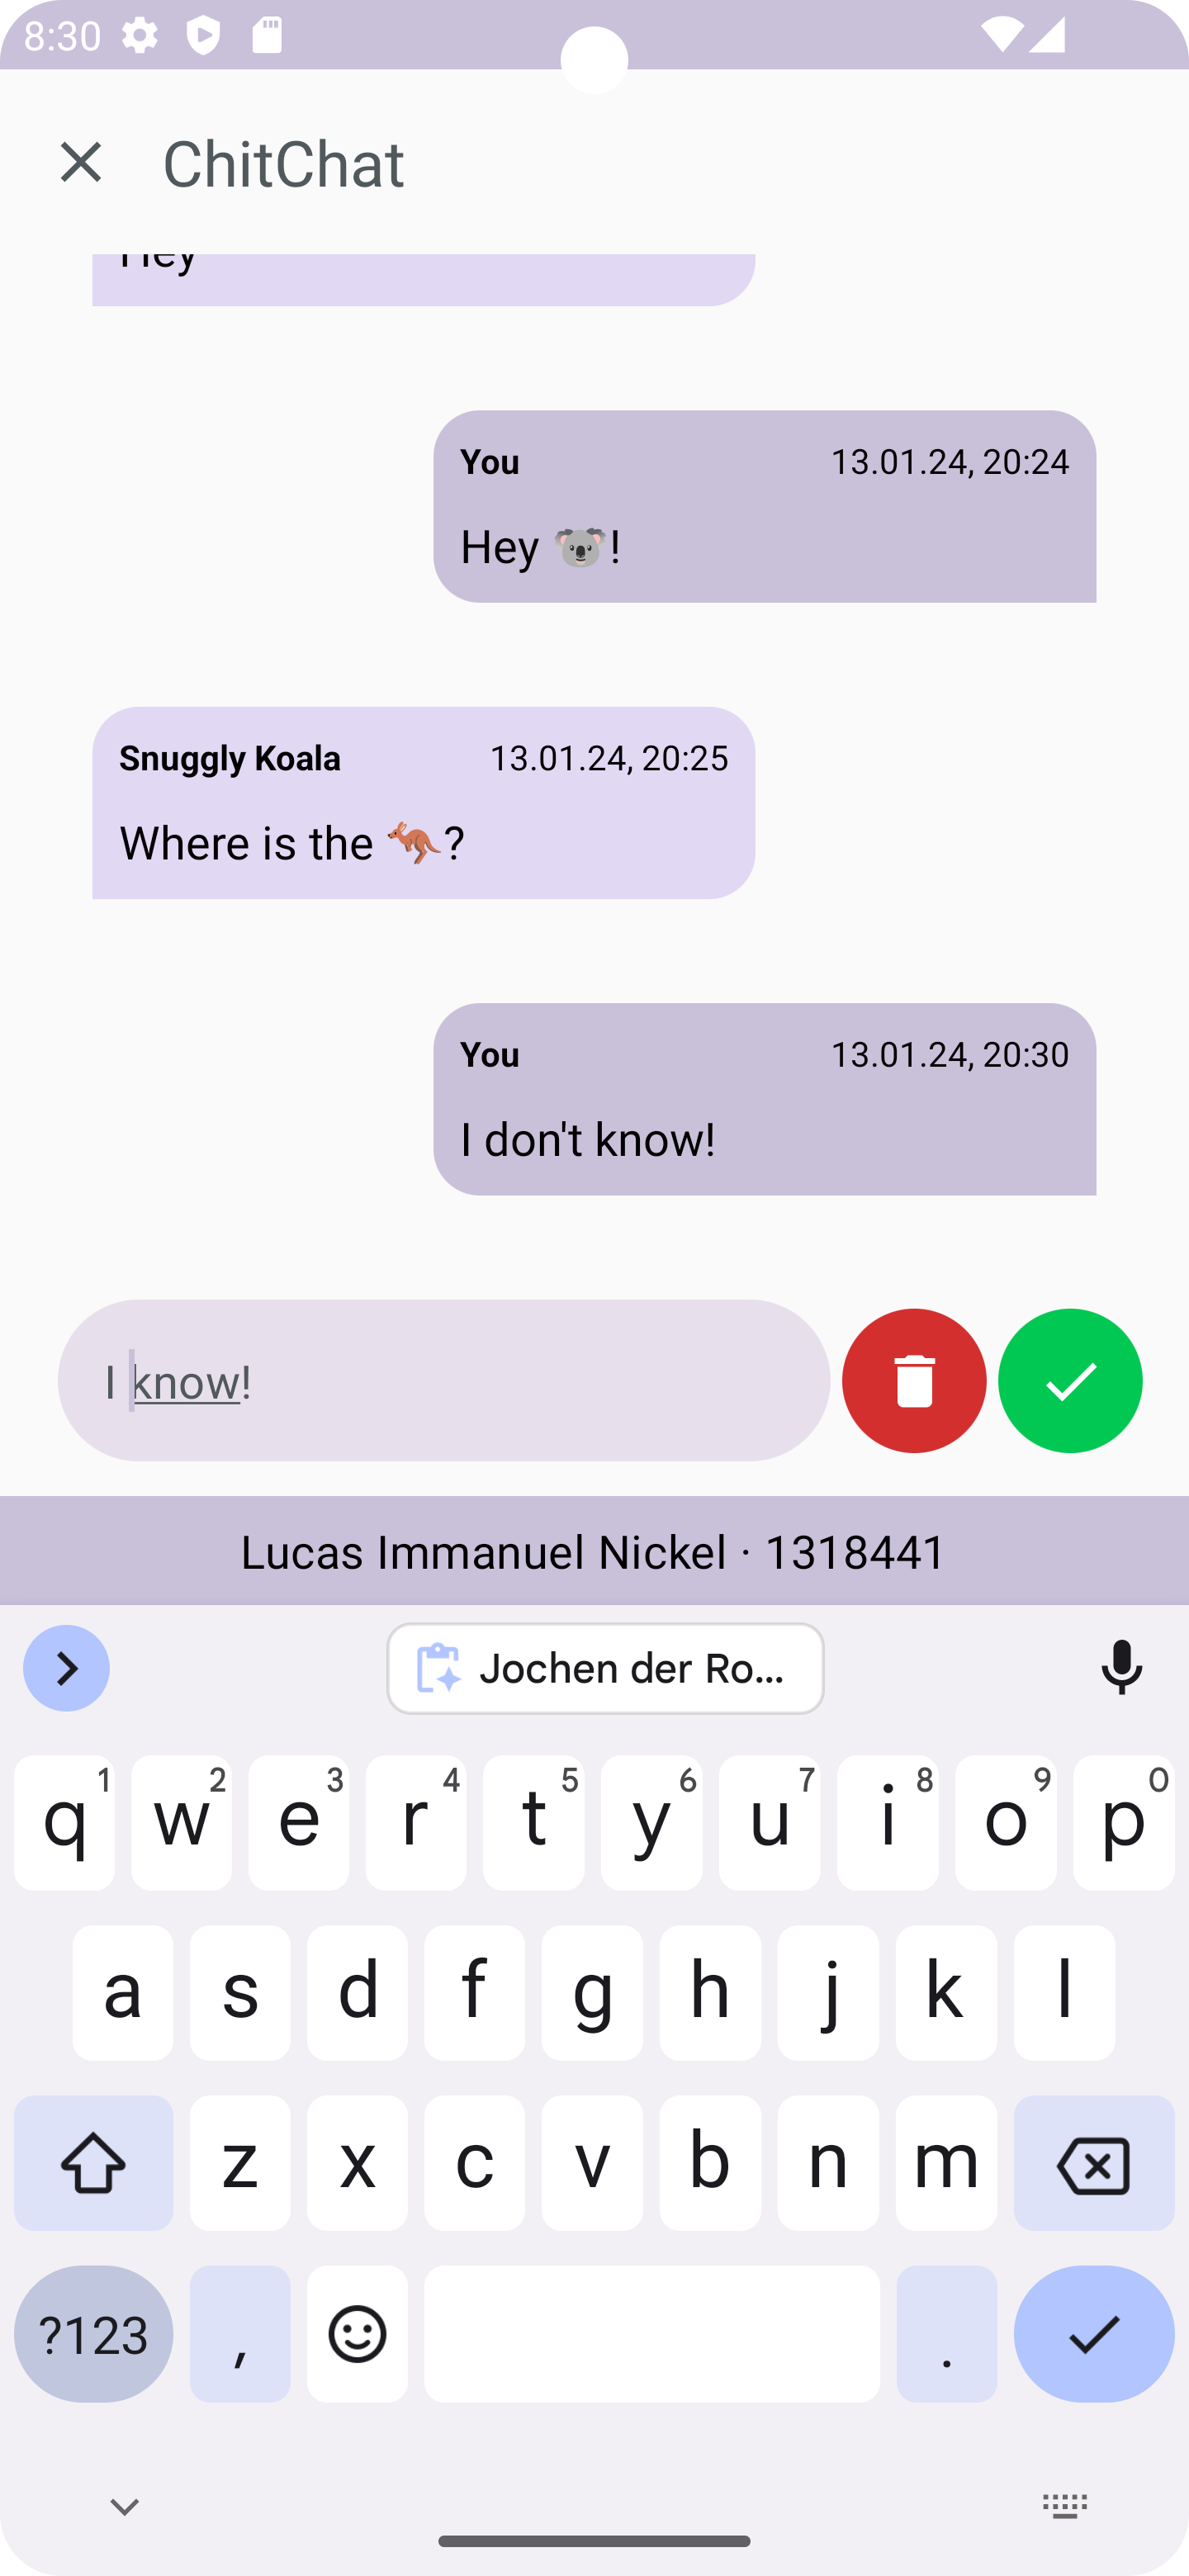 8:30
ChitChat
Hey
You 13.01.24, 20:24
Hey 🐨!
Snuggly Koala 13.01.24, 20:25
Where is the 🦘?
You 13.01.24, 20:30
I don't know!
I know!
Lucas Immanuel Nickel · 1318441
Jochen der Ro...
q 1 w 2 e 3 r 4 t 5 y 6 u 7 i 8 o 9 p 0
a s d f g h j k l
z x c v b n m
?123 , .